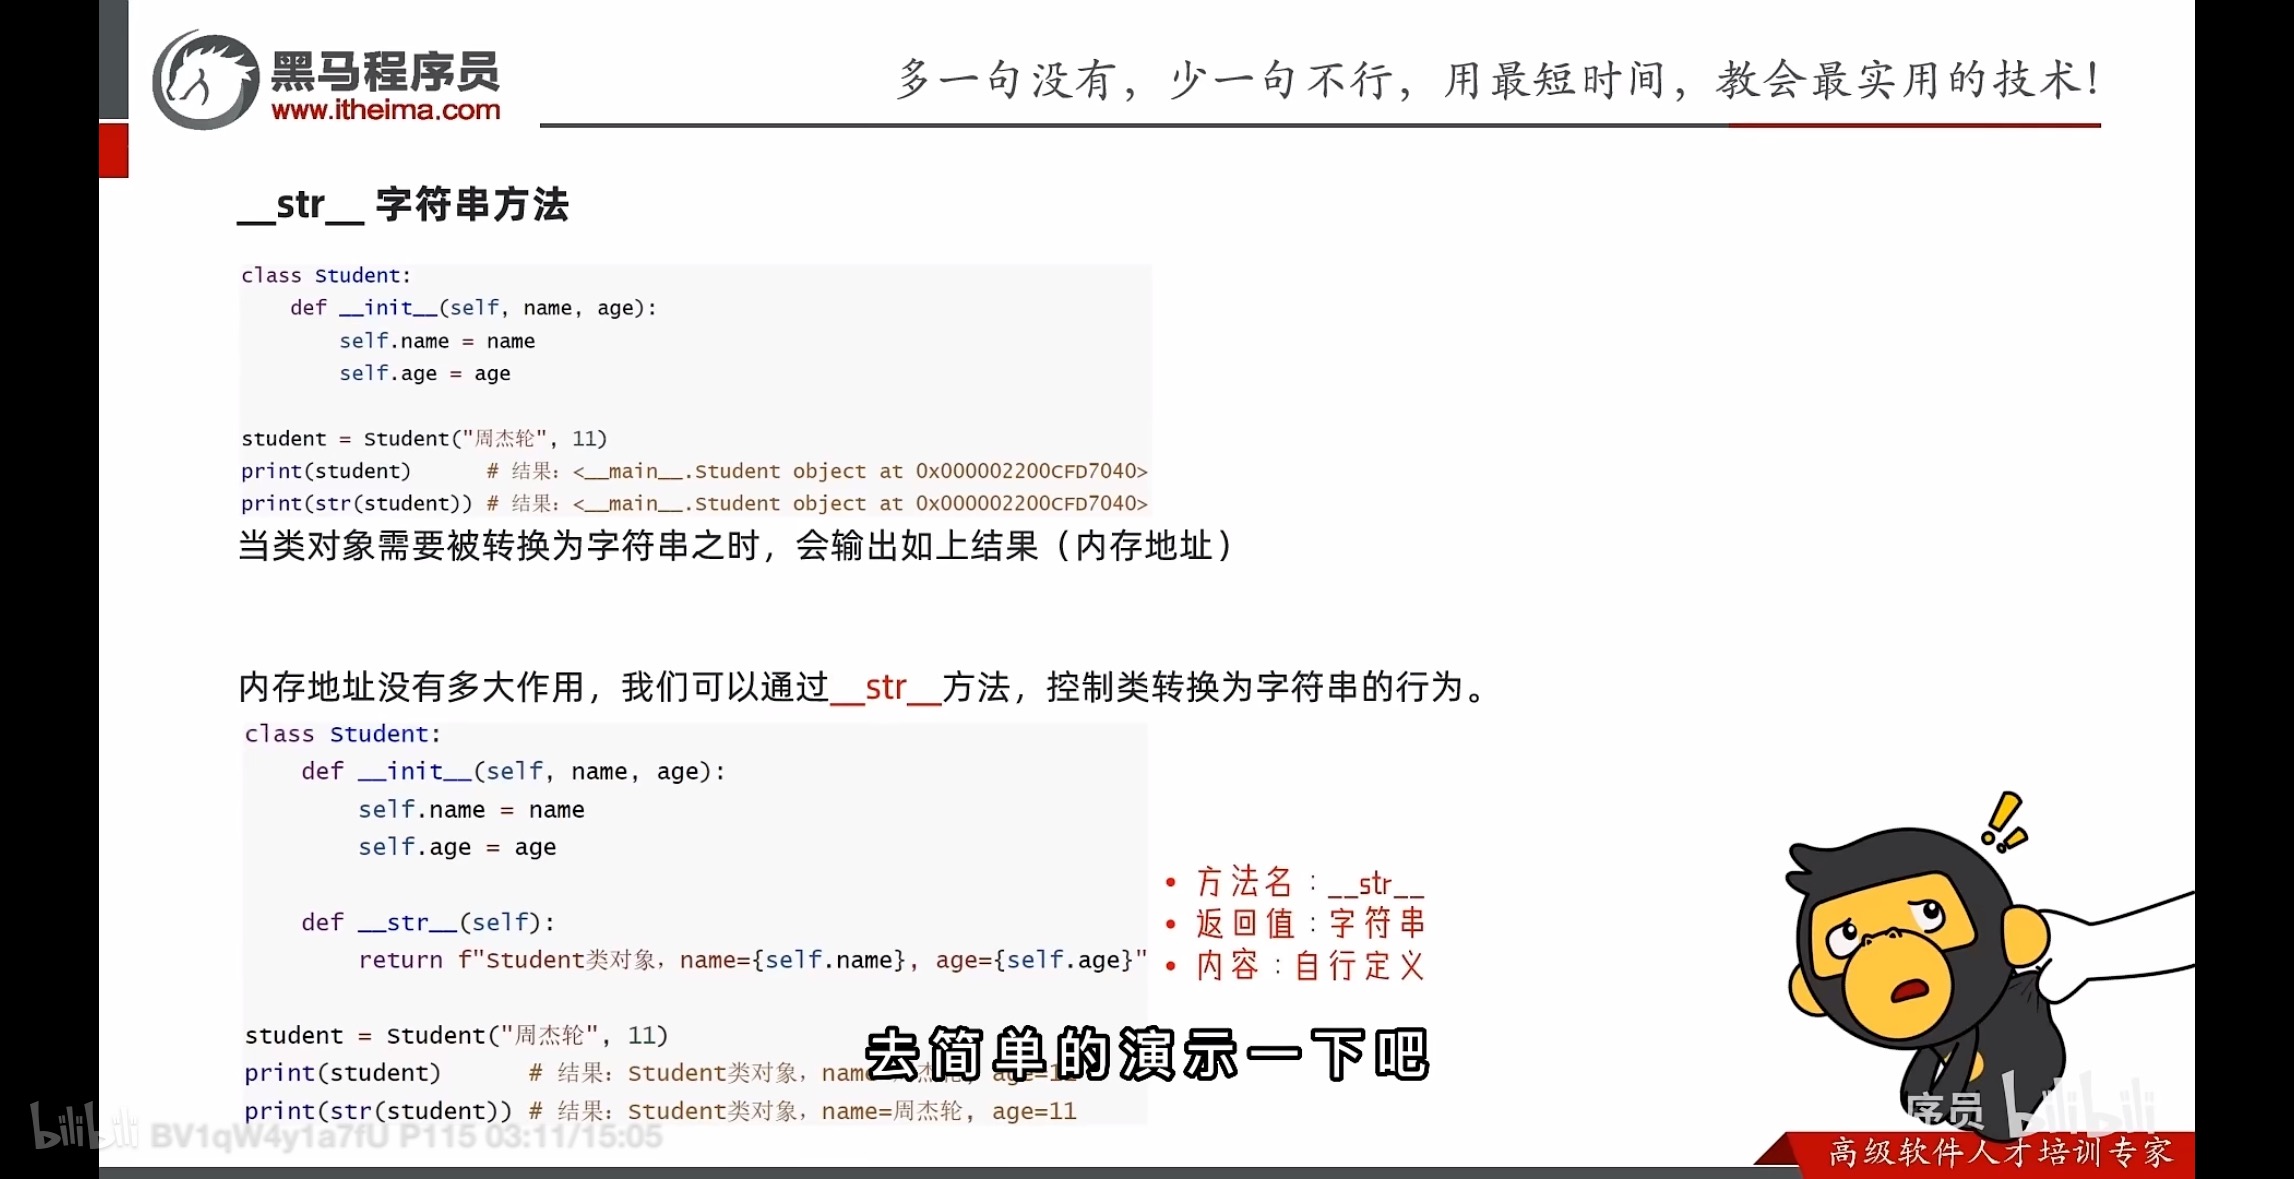 黑马程序员
www.itheima.com
多一句没有，少一句不行，用最短时间，教会最实用的技术！
__str__ 字符串方法
class Student:
    def __init__(self, name, age):
        self.name = name
        self.age = age
student = Student("周杰轮", 11)
print(student)      # 结果：<__main__.Student object at 0x000002200CFD7040>
print(str(student)) # 结果：<__main__.Student object at 0x000002200CFD7040>
当类对象需要被转换为字符串之时，会输出如上结果（内存地址）
内存地址没有多大作用，我们可以通过__str__方法，控制类转换为字符串的行为。
class Student:
    def __init__(self, name, age):
        self.name = name
        self.age = age
    def __str__(self):
        return f"Student类对象，name={self.name}, age={self.age}"
• 方法名：__str__
• 返回值：字符串
• 内容：自行定义
student = Student("周杰轮", 11)
print(student)      # 结果：Student类对象，name=周杰轮, age=11
print(str(student)) # 结果：Student类对象，name=周杰轮, age=11
去简单的演示一下吧
bilibili BV1qW4y1a7fU P115 03:11/15:05
序员 bilibili
高级软件人才培训专家